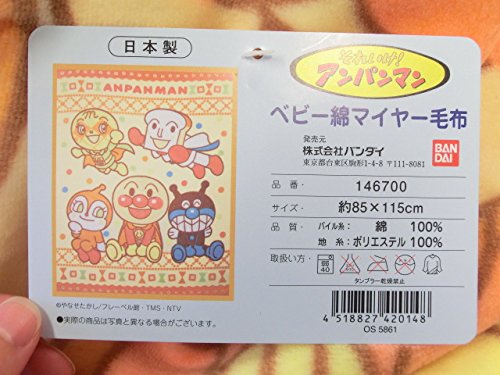 日本製
ANPANMAN
©やなせたかし/フレーベル館・TMS・NTV
●実際の商品は写真と異なる場合がございます。
それいけ!
アンパンマン
ベビー綿マイヤー毛布
発売元
株式会社バンダイ
東京都台東区駒形1-4-8 〒111-8081
BAN
DAI
品番: 146700
サイズ: 約85×115cm
品質: パイル糸: 綿 100%
地糸: ポリエステル 100%
取扱い方:
40
タンブラー乾燥禁止
4 518827 420148
OS 5861